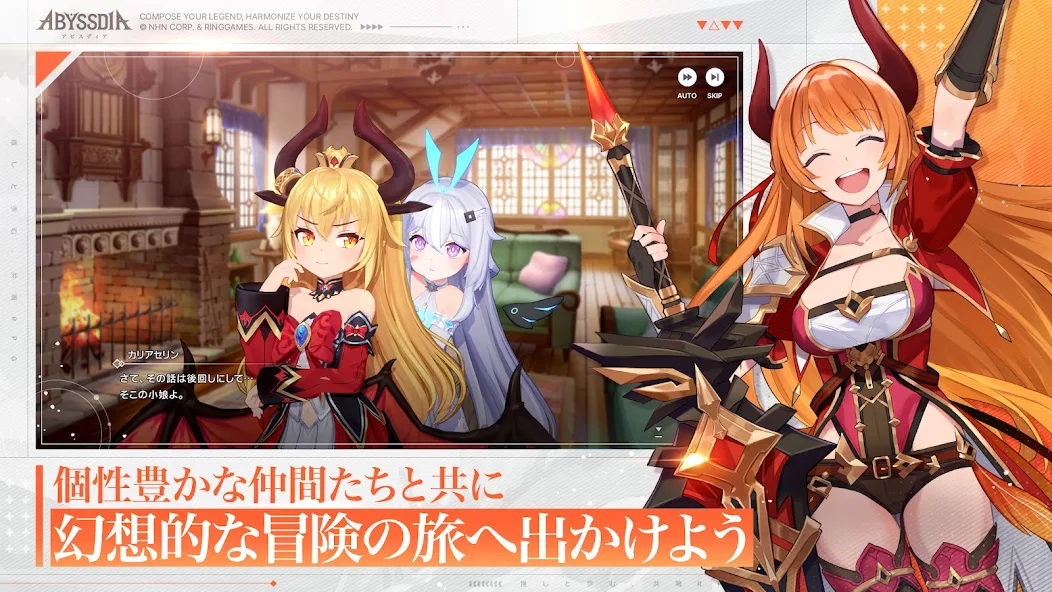 ABYSSDIA
アビスディア
COMPOSE YOUR LEGEND, HARMONIZE YOUR DESTINY
© NHN CORP. & RINGGAMES. ALL RIGHTS RESERVED.
AUTO SKIP
カリアセリン
さて、その話は後回しにして…
そこの小娘よ。
個性豊かな仲間たちと共に
幻想的な冒険の旅へ出かけよう